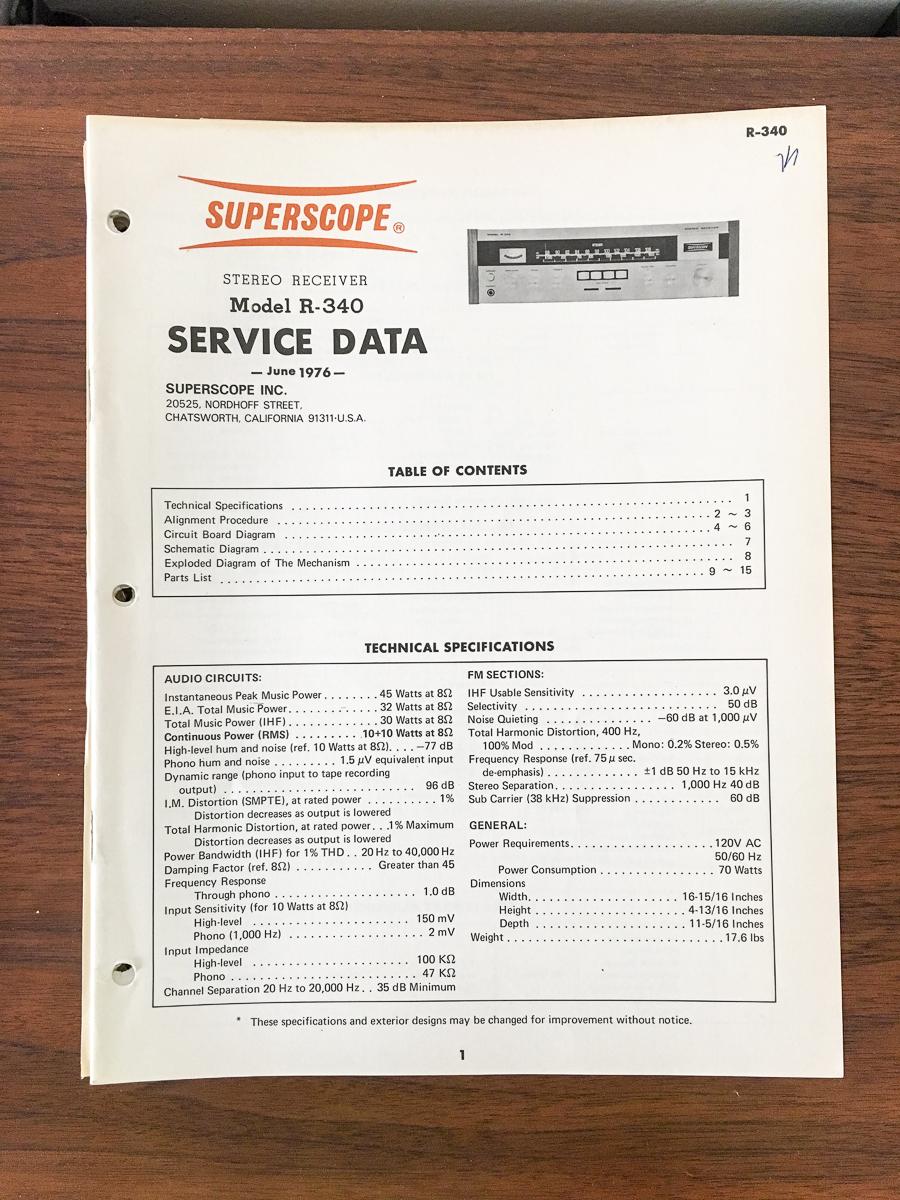 R-340
SUPERSCOPE®
STEREO RECEIVER
Model R-340
SERVICE DATA
— June 1976 —
SUPERSCOPE INC.
20525, NORDHOFF STREET,
CHATSWORTH, CALIFORNIA 91311·U.S.A.
TABLE OF CONTENTS
Technical Specifications . . . . . 1
Alignment Procedure . . . . . 2 ~ 3
Circuit Board Diagram . . . . . 4 ~ 6
Schematic Diagram . . . . . 7
Exploded Diagram of The Mechanism . . . . . 8
Parts List . . . . . 9 ~ 15
TECHNICAL SPECIFICATIONS
AUDIO CIRCUITS:
Instantaneous Peak Music Power . . . . . 45 Watts at 8Ω
E.I.A. Total Music Power . . . . . 32 Watts at 8Ω
Total Music Power (IHF) . . . . . 30 Watts at 8Ω
Continuous Power (RMS) . . . . . 10+10 Watts at 8Ω
High-level hum and noise (ref. 10 Watts at 8Ω) . . . . —77 dB
Phono hum and noise . . . . . 1.5 μV equivalent input
Dynamic range (phono input to tape recording
output) . . . . . 96 dB
I.M. Distortion (SMPTE), at rated power . . . . . 1%
Distortion decreases as output is lowered
Total Harmonic Distortion, at rated power . . . 1% Maximum
Distortion decreases as output is lowered
Power Bandwidth (IHF) for 1% THD . . 20 Hz to 40,000 Hz
Damping Factor (ref. 8Ω) . . . . . Greater than 45
Frequency Response
Through phono . . . . . 1.0 dB
Input Sensitivity (for 10 Watts at 8Ω)
High-level . . . . . 150 mV
Phono (1,000 Hz) . . . . . 2 mV
Input Impedance
High-level . . . . . 100 KΩ
Phono . . . . . 47 KΩ
Channel Separation 20 Hz to 20,000 Hz . . 35 dB Minimum
FM SECTIONS:
IHF Usable Sensitivity . . . . . 3.0 μV
Selectivity . . . . . 50 dB
Noise Quieting . . . . . —60 dB at 1,000 μV
Total Harmonic Distortion, 400 Hz,
100% Mod . . . . . Mono: 0.2% Stereo: 0.5%
Frequency Response (ref. 75 μ sec.
de-emphasis) . . . . . ±1 dB 50 Hz to 15 kHz
Stereo Separation . . . . . 1,000 Hz 40 dB
Sub Carrier (38 kHz) Suppression . . . . . 60 dB
GENERAL:
Power Requirements . . . . . 120V AC
50/60 Hz
Power Consumption . . . . . 70 Watts
Dimensions
Width . . . . . 16-15/16 Inches
Height . . . . . 4-13/16 Inches
Depth . . . . . 11-5/16 Inches
Weight . . . . . 17.6 lbs
* These specifications and exterior designs may be changed for improvement without notice.
1